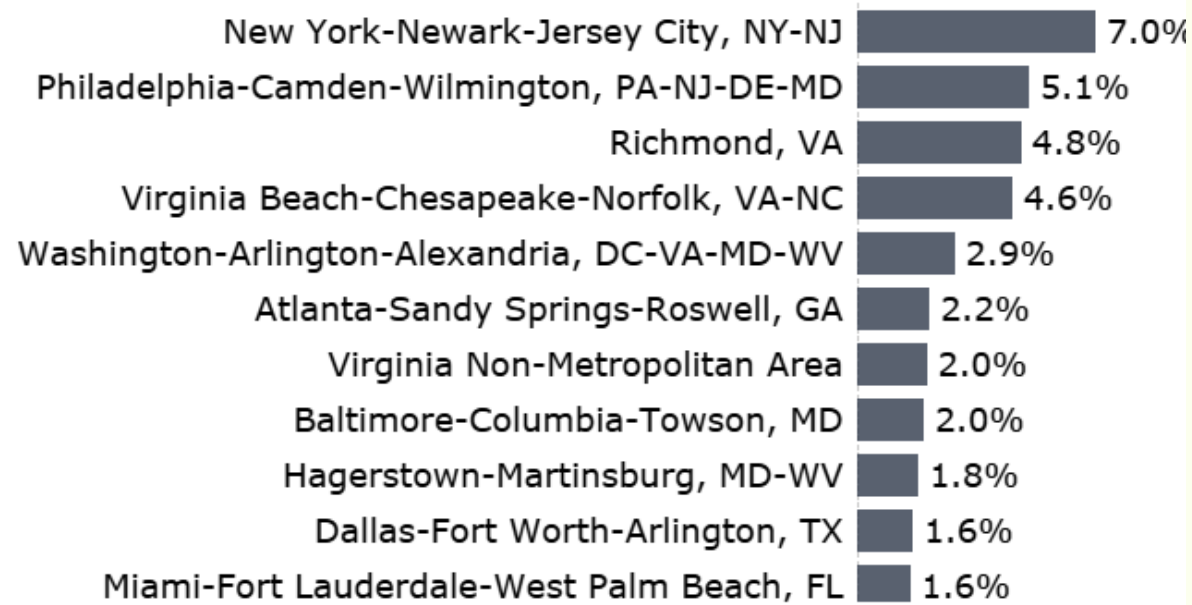 New York-Newark-Jersey City, NY-NJ 7.0%
Philadelphia-Camden-Wilmington, PA-NJ-DE-MD 5.1%
Richmond, VA 4.8%
Virginia Beach-Chesapeake-Norfolk, VA-NC 4.6%
Washington-Arlington-Alexandria, DC-VA-MD-WV 2.9%
Atlanta-Sandy Springs-Roswell, GA 2.2%
Virginia Non-Metropolitan Area 2.0%
Baltimore-Columbia-Towson, MD 2.0%
Hagerstown-Martinsburg, MD-WV 1.8%
Dallas-Fort Worth-Arlington, TX 1.6%
Miami-Fort Lauderdale-West Palm Beach, FL 1.6%